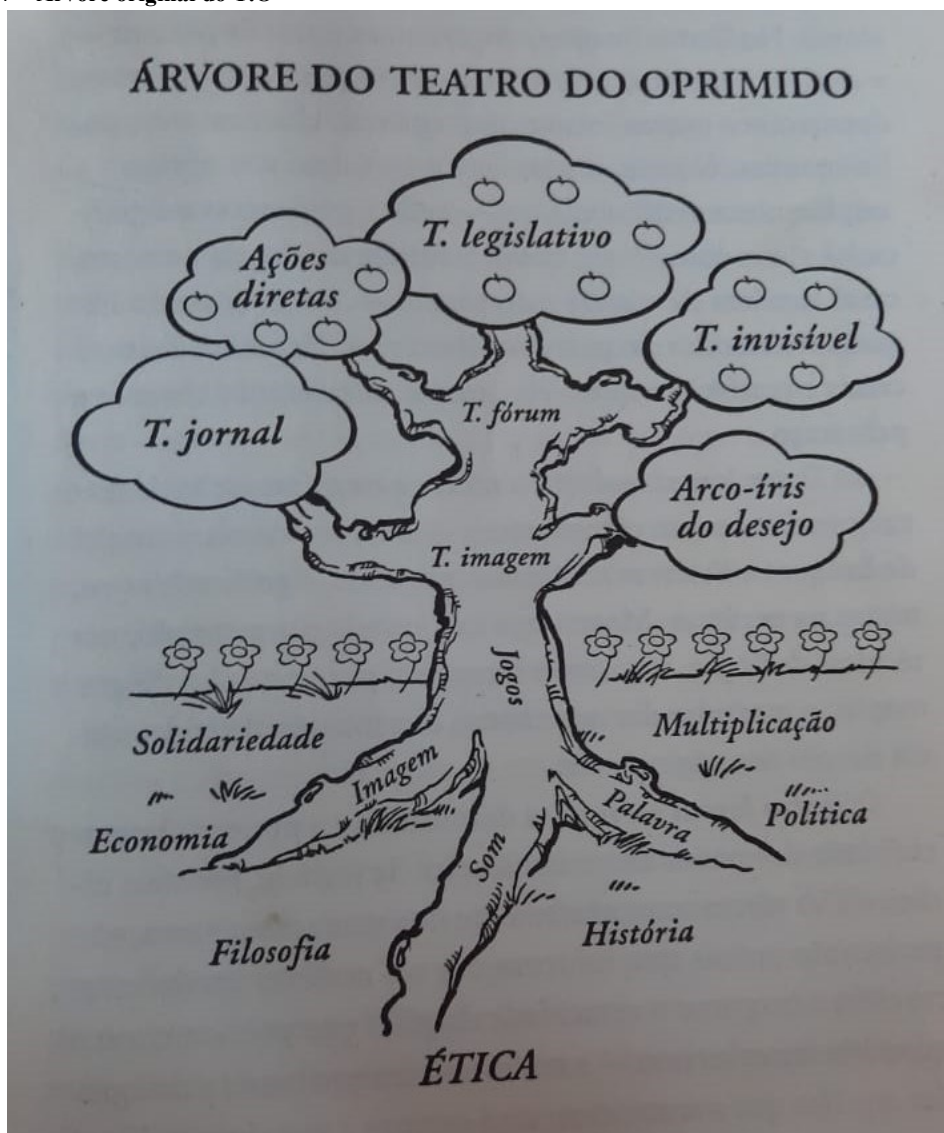 Árvore original do T.O
ÁRVORE DO TEATRO DO OPRIMIDO
T. legislativo
Ações
diretas
T. invisível
T. jornal
T. fórum
Arco-íris
do desejo
T. imagem
Jogos
Solidariedade
Multiplicação
Imagem
Palavra
Economia
Política
Som
Filosofia
História
ÉTICA